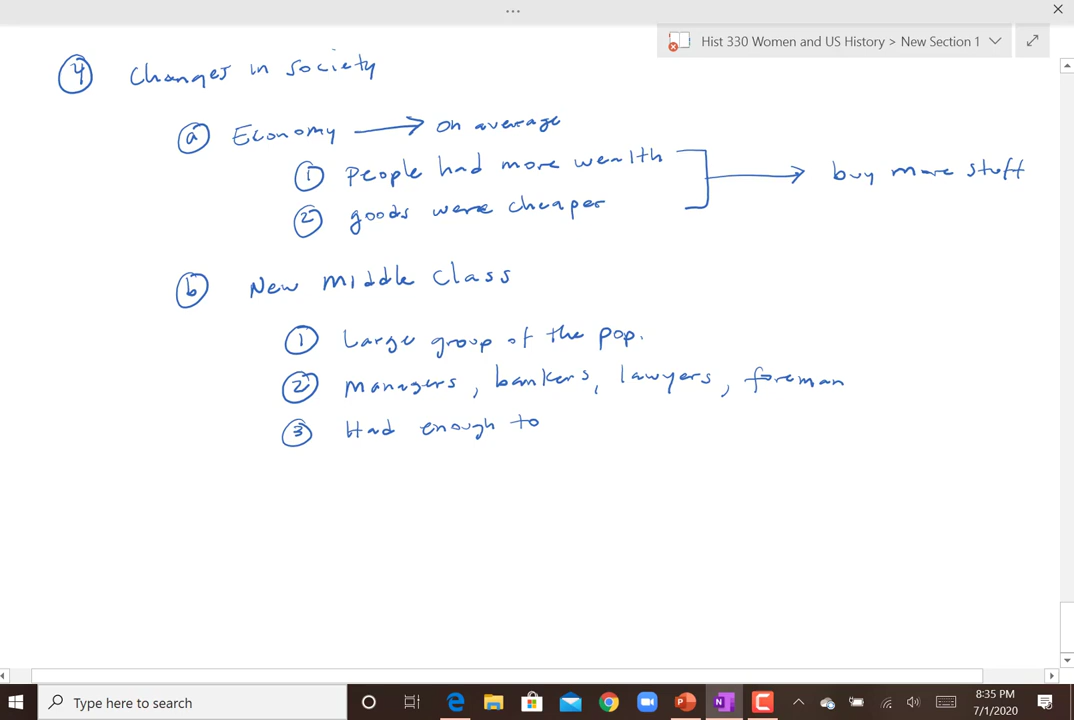 Hist 330 Women and US History > New Section 1
④ Changes in society
ⓐ Economy → on average
① People had more wealth
② goods were cheaper
→ buy more stuff
ⓑ New middle class
① Large group of the pop.
② managers, bankers, lawyers, foreman
③ Had enough to
Type here to search
8:35 PM
7/1/2020